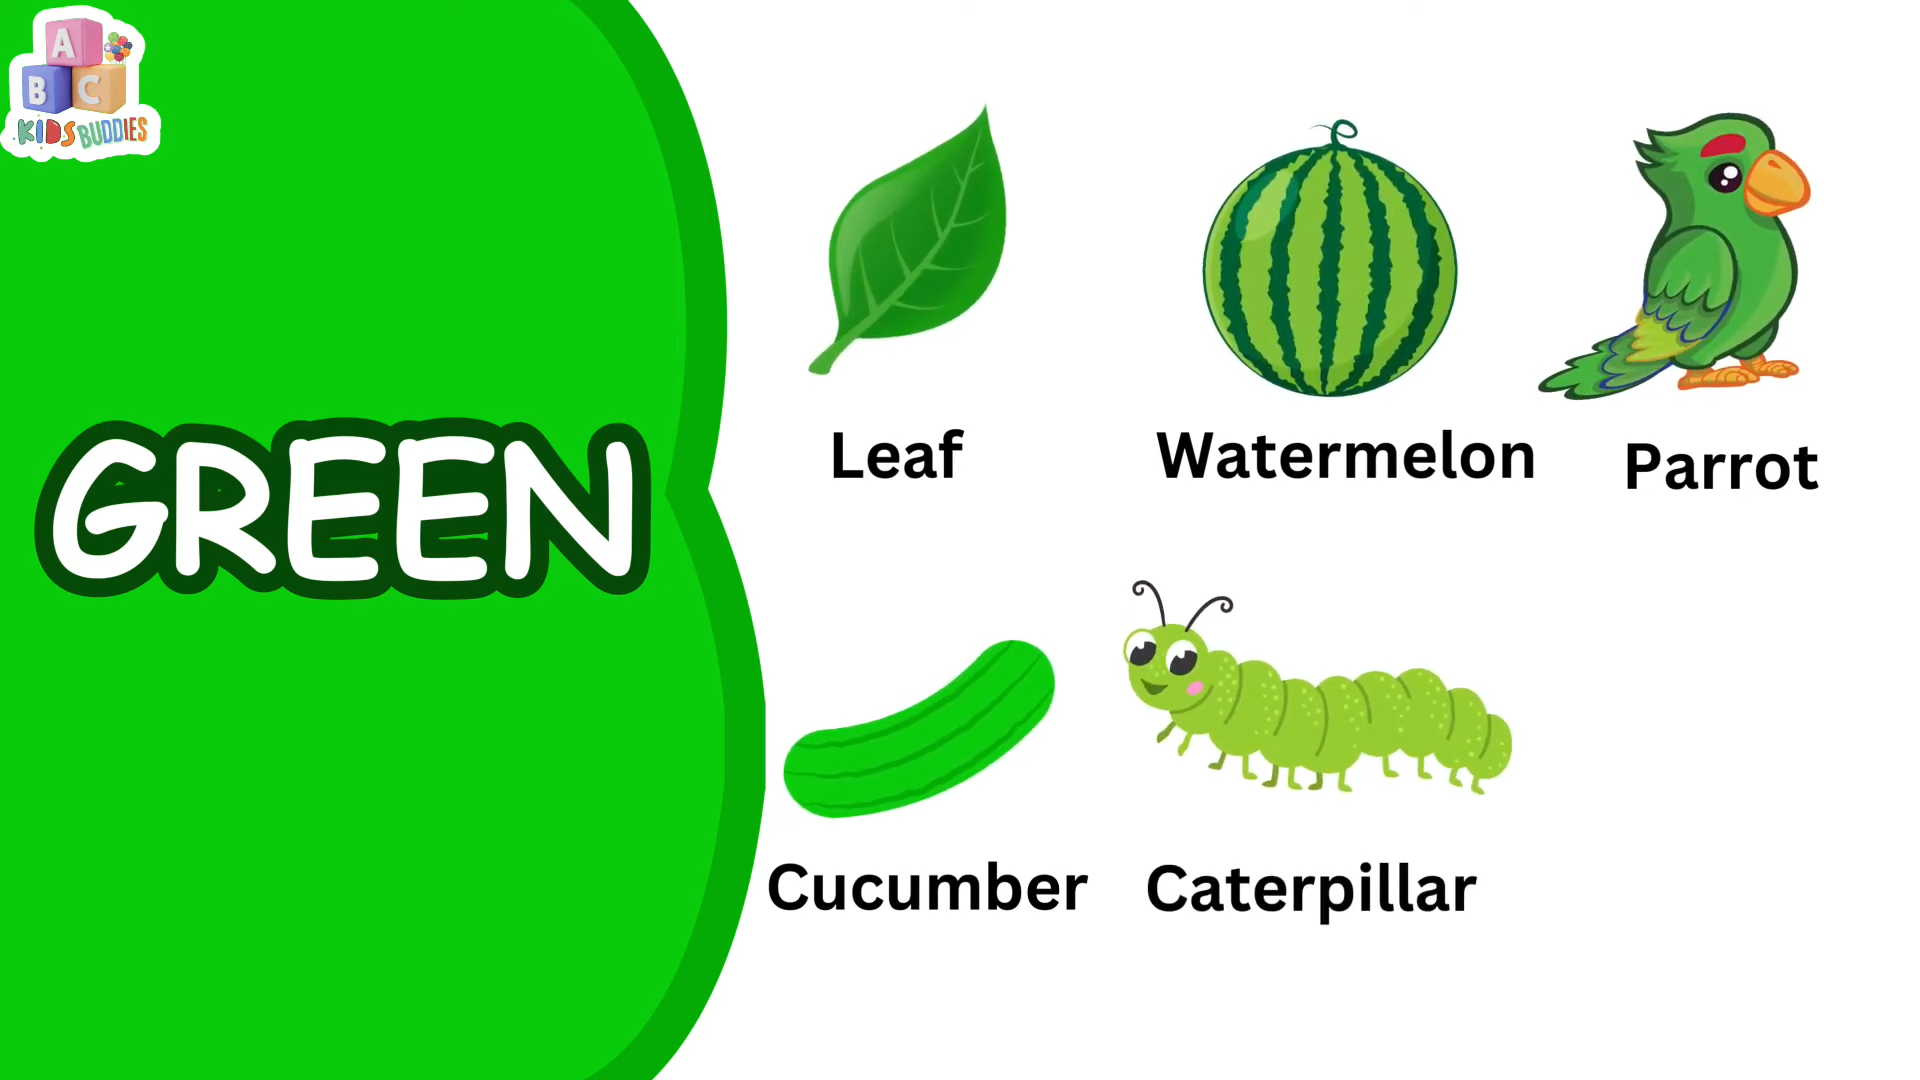 A
B C
KIDS BUDDIES
GREEN
Leaf
Watermelon
Parrot
Cucumber
Caterpillar